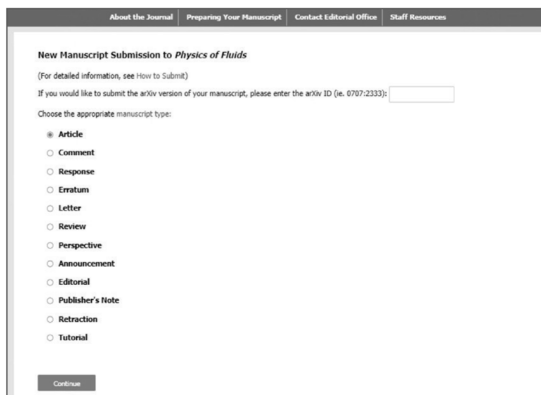 About the Journal Preparing Your Manuscript Contact Editorial Office Staff Resources
New Manuscript Submission to Physics of Fluids
(For detailed information, see How to Submit)
If you would like to submit the arXiv version of your manuscript, please enter the arXiv ID (ie. 0707:2333):
Choose the appropriate manuscript type:
Article
Comment
Response
Erratum
Letter
Review
Perspective
Announcement
Editorial
Publisher's Note
Retraction
Tutorial
Continue